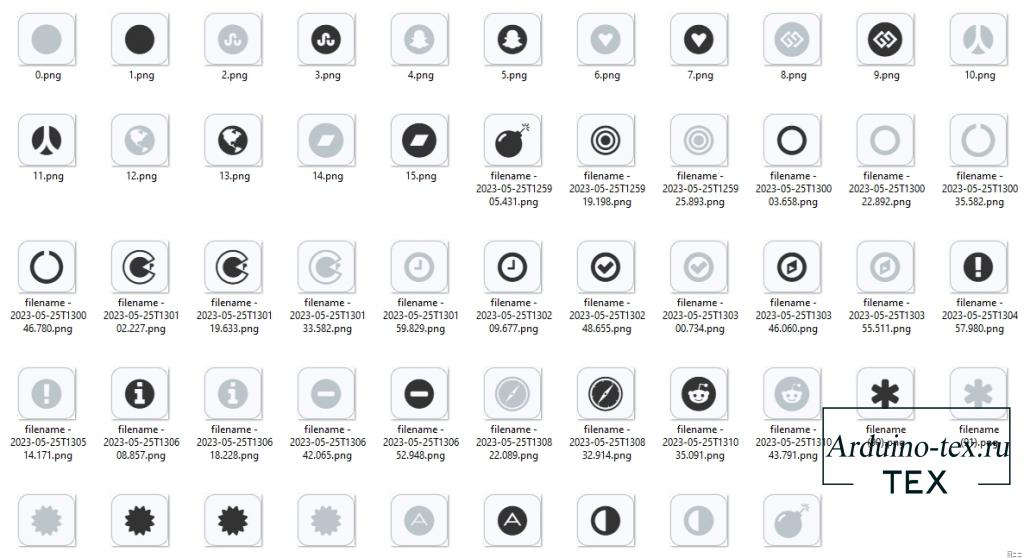 0.png 1.png 2.png 3.png 4.png 5.png 6.png 7.png 8.png 9.png 10.png
11.png 12.png 13.png 14.png 15.png filename - filename - filename - filename - filename - filename -
2023-05-25T1259 2023-05-25T1259 2023-05-25T1259 2023-05-25T1300 2023-05-25T1300 2023-05-25T1300
05.431.png 19.198.png 25.893.png 03.658.png 22.892.png 35.582.png
filename - filename - filename - filename - filename - filename - filename - filename - filename - filename - filename -
2023-05-25T1300 2023-05-25T1301 2023-05-25T1301 2023-05-25T1301 2023-05-25T1301 2023-05-25T1302 2023-05-25T1302 2023-05-25T1303 2023-05-25T1303 2023-05-25T1303 2023-05-25T1304
46.780.png 02.227.png 19.633.png 33.582.png 59.829.png 09.677.png 48.655.png 00.734.png 46.060.png 55.511.png 57.980.png
filename - filename - filename - filename - filename - filename - filename - filename - filename - filename filename
2023-05-25T1305 2023-05-25T1306 2023-05-25T1306 2023-05-25T1306 2023-05-25T1306 2023-05-25T1308 2023-05-25T1308 2023-05-25T1310 2023-05-25T1310
14.171.png 08.857.png 18.228.png 42.065.png 52.948.png 22.089.png 32.914.png 35.091.png 43.791.png
Arduino-tex.ru
TEX